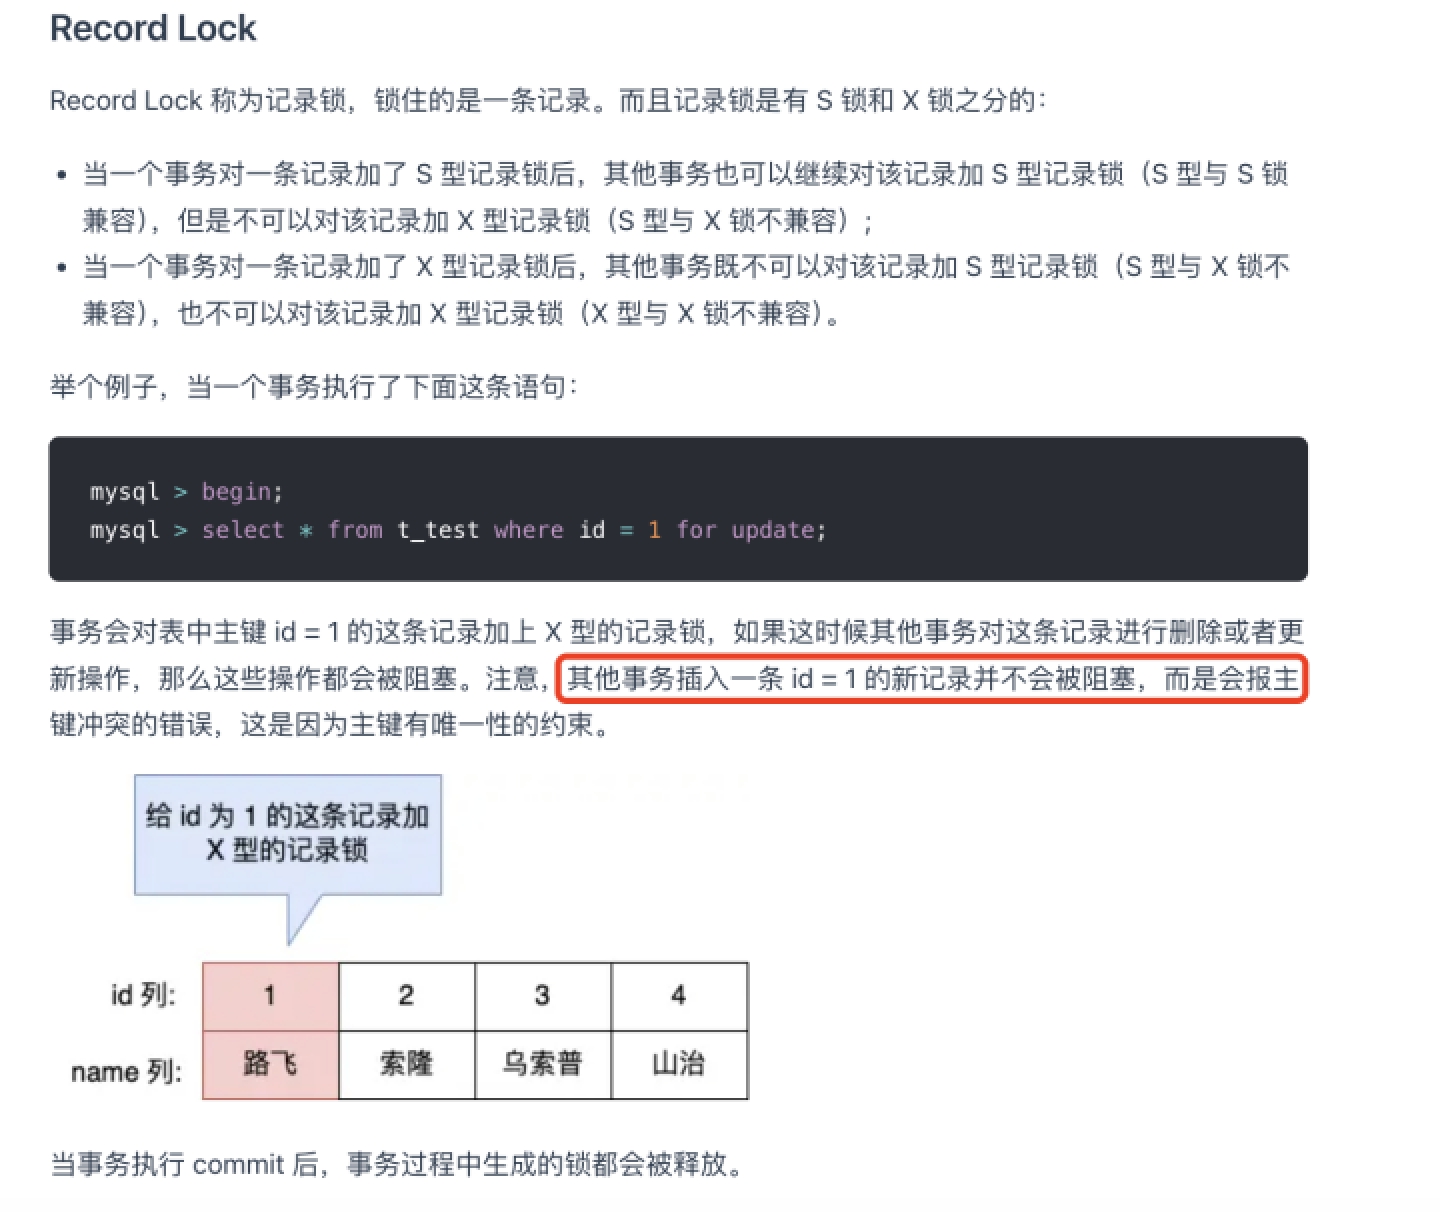 Record Lock
Record Lock 称为记录锁，锁住的是一条记录。而且记录锁是有 S 锁和 X 锁之分的：
• 当一个事务对一条记录加了 S 型记录锁后，其他事务也可以继续对该记录加 S 型记录锁（S 型与 S 锁
兼容），但是不可以对该记录加 X 型记录锁（S 型与 X 锁不兼容）;
• 当一个事务对一条记录加了 X 型记录锁后，其他事务既不可以对该记录加 S 型记录锁（S 型与 X 锁不
兼容），也不可以对该记录加 X 型记录锁（X 型与 X 锁不兼容）。
举个例子，当一个事务执行了下面这条语句：
mysql > begin;
mysql > select * from t_test where id = 1 for update;
事务会对表中主键 id = 1 的这条记录加上 X 型的记录锁，如果这时候其他事务对这条记录进行删除或者更
新操作，那么这些操作都会被阻塞。注意，其他事务插入一条 id = 1 的新记录并不会被阻塞，而是会报主
键冲突的错误，这是因为主键有唯一性的约束。
给 id 为 1 的这条记录加
X 型的记录锁
id 列: 1 2 3 4
name 列: 路飞 索隆 乌索普 山治
当事务执行 commit 后，事务过程中生成的锁都会被释放。